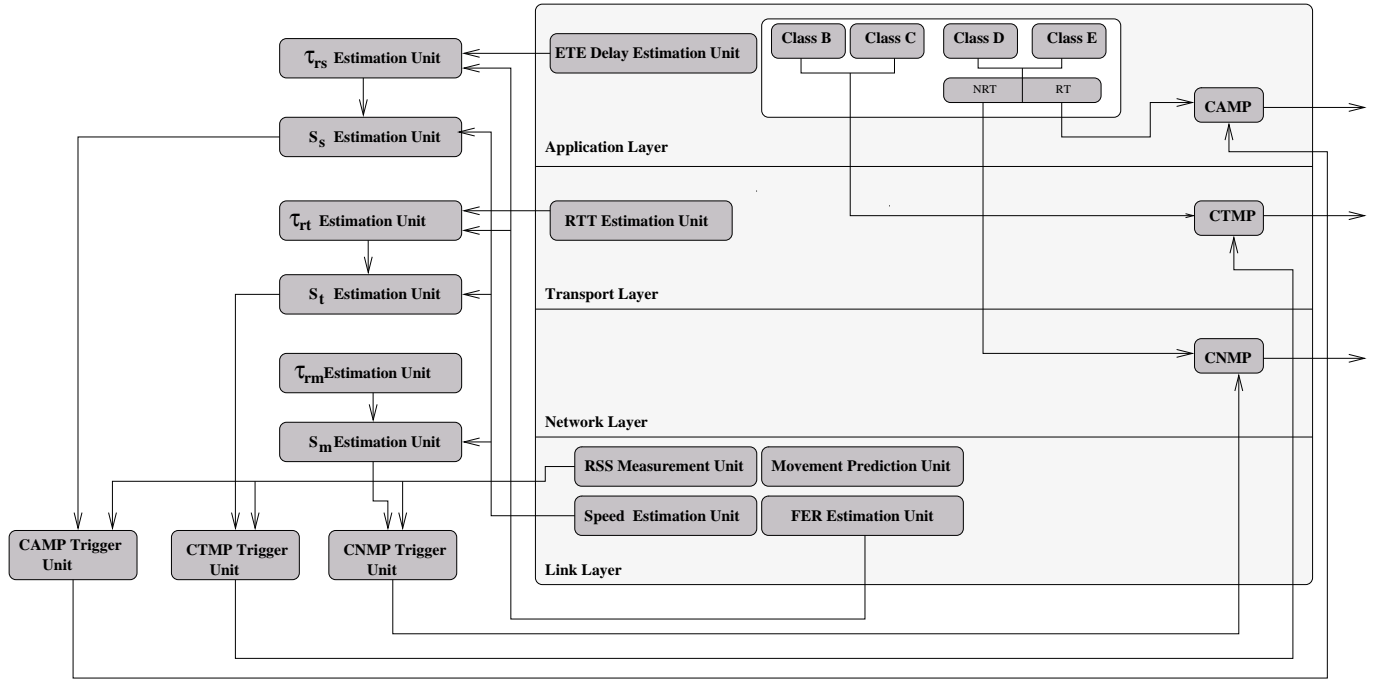 τrs Estimation Unit
ETE Delay Estimation Unit
Class B
Class C
Class D
Class E
NRT
RT
CAMP
Ss Estimation Unit
Application Layer
τrt Estimation Unit
RTT Estimation Unit
CTMP
St Estimation Unit
Transport Layer
τrm Estimation Unit
CNMP
Network Layer
Sm Estimation Unit
RSS Measurement Unit
Movement Prediction Unit
Speed Estimation Unit
FER Estimation Unit
CAMP Trigger
Unit
CTMP Trigger
Unit
CNMP Trigger
Unit
Link Layer